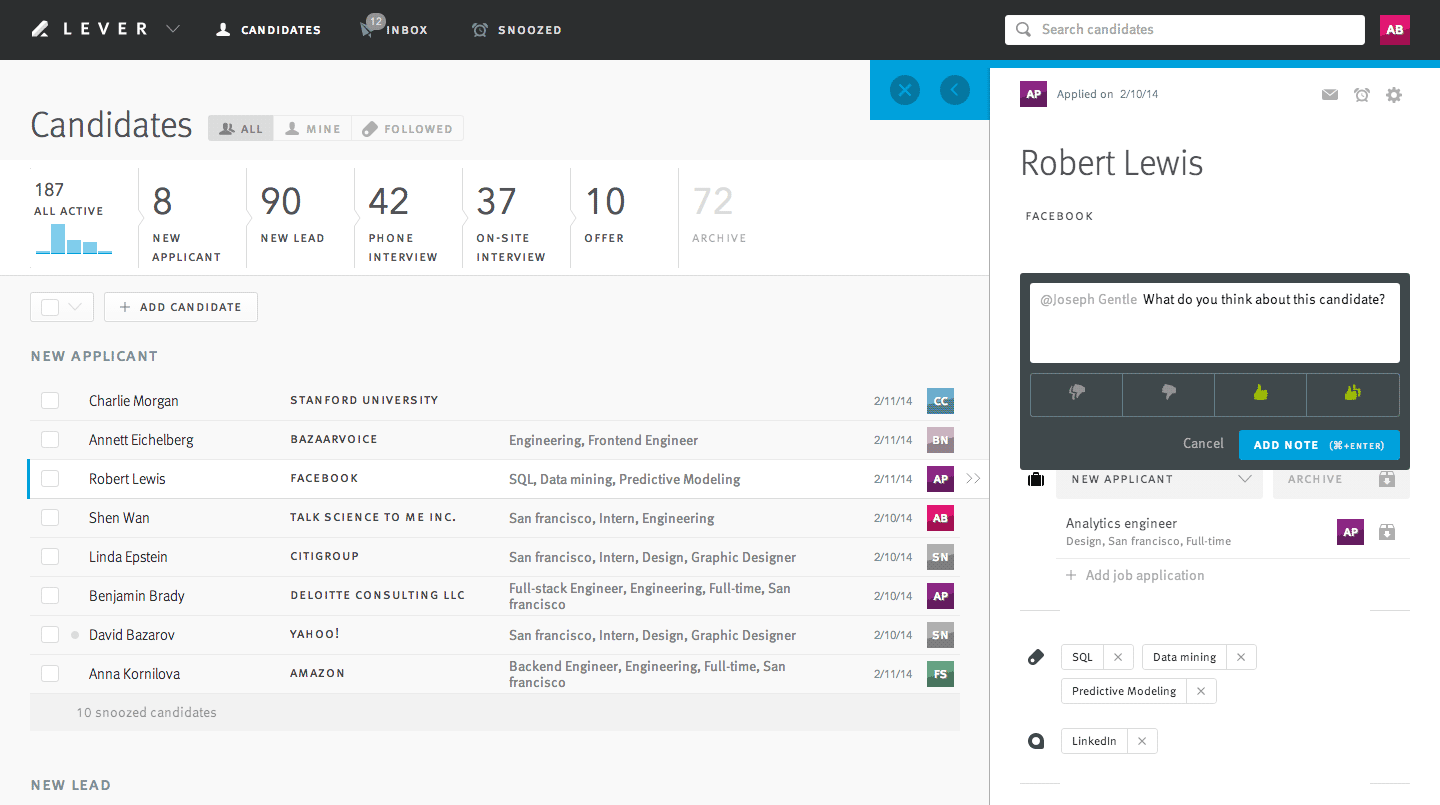 LEVER
CANDIDATES
12
INBOX
SNOOZED
Search candidates
AB
Candidates
ALL
MINE
FOLLOWED
187
ALL ACTIVE
8
NEW
APPLICANT
90
NEW LEAD
42
PHONE
INTERVIEW
37
ON-SITE
INTERVIEW
10
OFFER
72
ARCHIVE
+ ADD CANDIDATE
NEW APPLICANT
Charlie Morgan STANFORD UNIVERSITY 2/11/14 CC
Annett Eichelberg BAZAARVOICE Engineering, Frontend Engineer 2/11/14 BN
Robert Lewis FACEBOOK SQL, Data mining, Predictive Modeling 2/11/14 AP
Shen Wan TALK SCIENCE TO ME INC. San francisco, Intern, Engineering 2/10/14 AB
Linda Epstein CITIGROUP San francisco, Intern, Design, Graphic Designer 2/10/14 SN
Benjamin Brady DELOITTE CONSULTING LLC Full-stack Engineer, Engineering, Full-time, San
francisco 2/10/14 AP
David Bazarov YAHOO! San francisco, Intern, Design, Graphic Designer 2/10/14 SN
Anna Kornilova AMAZON Backend Engineer, Engineering, Full-time, San
francisco 2/11/14 FS
10 snoozed candidates
NEW LEAD
AP Applied on 2/10/14
Robert Lewis
FACEBOOK
@Joseph Gentle What do you think about this candidate?
Cancel
ADD NOTE (⌘+ENTER)
NEW APPLICANT
ARCHIVE
Analytics engineer
Design, San francisco, Full-time
AP
+ Add job application
SQL ×
Data mining ×
Predictive Modeling ×
LinkedIn ×